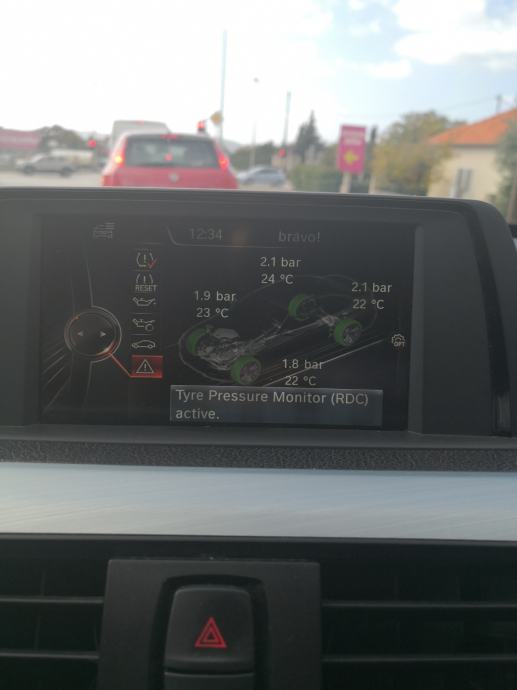 12:34 bravo!
2.1 bar
24 °C
2.1 bar
22 °C
1.9 bar
23 °C
RESET
OPT
1.8 bar
22 °C
Tyre Pressure Monitor (RDC)
active.